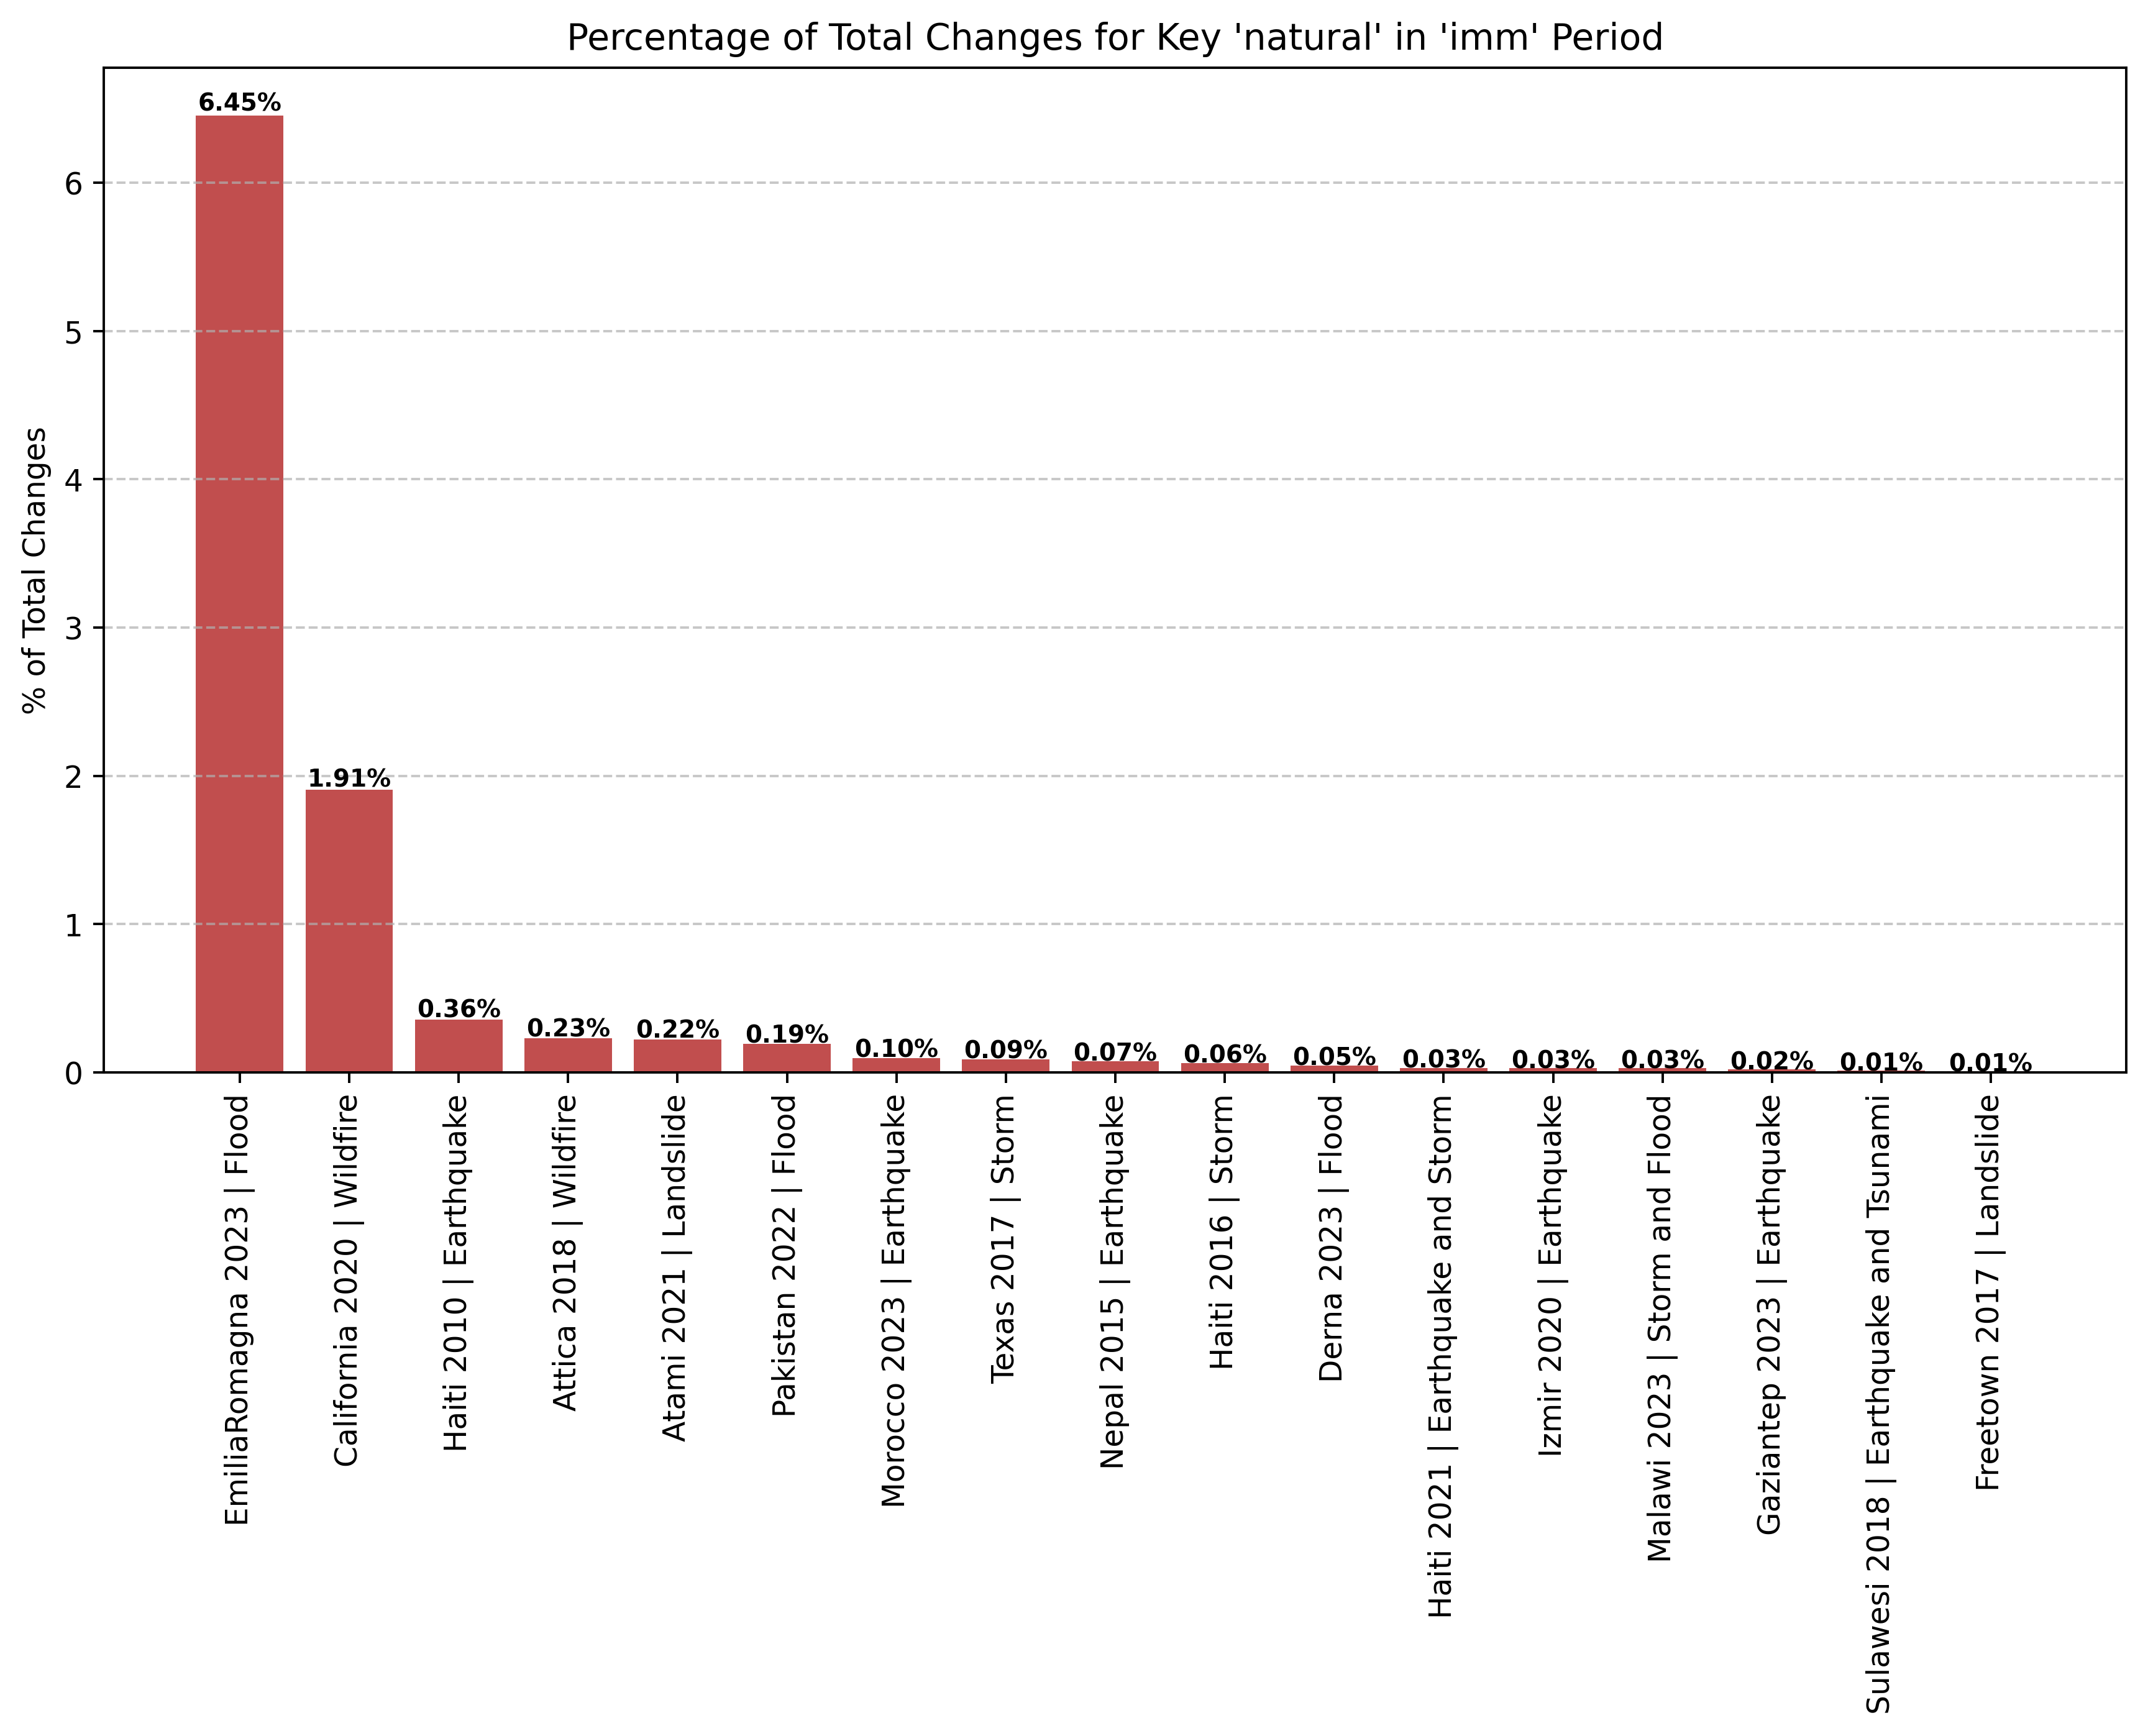 Percentage of Total Changes for Key 'natural' in 'imm' Period
% of Total Changes
6
5
4
3
2
1
0
6.45%
1.91%
0.36%
0.23%
0.22%
0.19%
0.10%
0.09%
0.07%
0.06%
0.05%
0.03%
0.03%
0.03%
0.02%
0.01%
0.01%
EmiliaRomagna 2023 | Flood
California 2020 | Wildfire
Haiti 2010 | Earthquake
Attica 2018 | Wildfire
Atami 2021 | Landslide
Pakistan 2022 | Flood
Morocco 2023 | Earthquake
Texas 2017 | Storm
Nepal 2015 | Earthquake
Haiti 2016 | Storm
Derna 2023 | Flood
Haiti 2021 | Earthquake and Storm
Izmir 2020 | Earthquake
Malawi 2023 | Storm and Flood
Gaziantep 2023 | Earthquake
Sulawesi 2018 | Earthquake and Tsunami
Freetown 2017 | Landslide